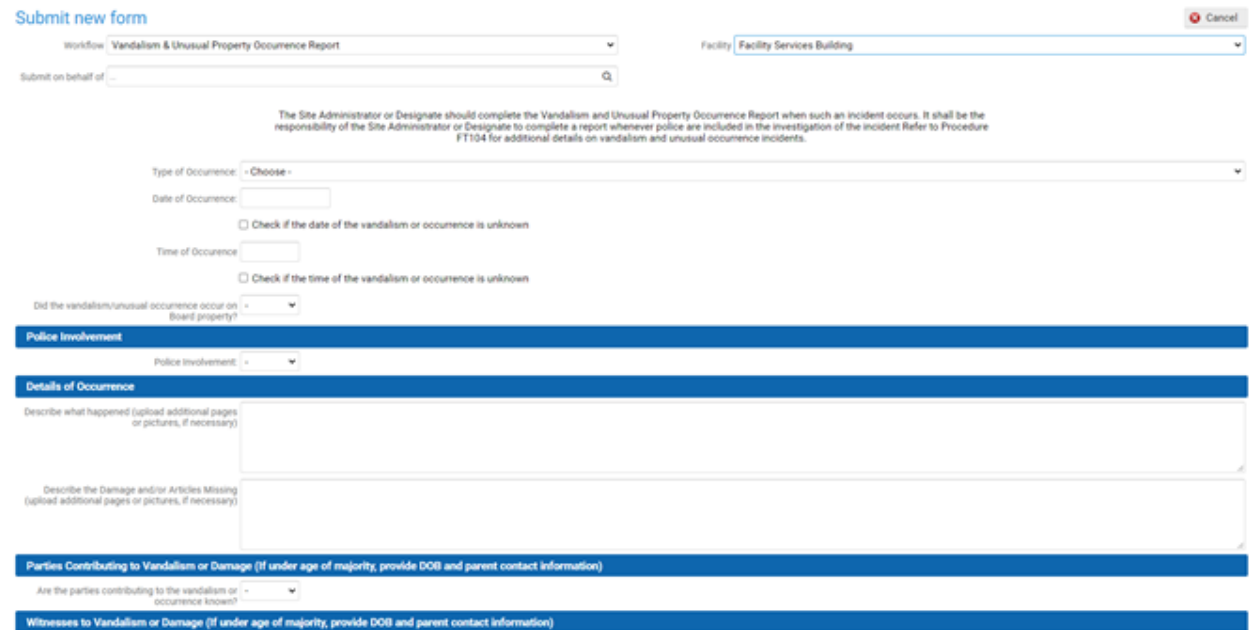 Submit new form
Cancel
Workflow Vandalism & Unusual Property Occurrence Report
Facility Facility Services Building
Submit on behalf of ...
The Site Administrator or Designate should complete the Vandalism and Unusual Property Occurrence Report when such an incident occurs. It shall be the
responsibility of the Site Administrator or Designate to complete a report whenever police are included in the investigation of the incident Refer to Procedure
FT104 for additional details on vandalism and unusual occurrence incidents.
Type of Occurrence: - Choose -
Date of Occurrence:
Check if the date of the vandalism or occurrence is unknown
Time of Occurence
Check if the time of the vandalism or occurrence is unknown
Did the vandalism/unusual occurrence occur on -
Board property?
Police Involvement
Police Involvement: -
Details of Occurrence
Describe what happened (upload additional pages
or pictures, if necessary)
Describe the Damage and/or Articles Missing
(upload additional pages or pictures, if necessary)
Parties Contributing to Vandalism or Damage (If under age of majority, provide DOB and parent contact information)
Are the parties contributing to the vandalism or -
occurrence known?
Witnesses to Vandalism or Damage (If under age of majority, provide DOB and parent contact information)